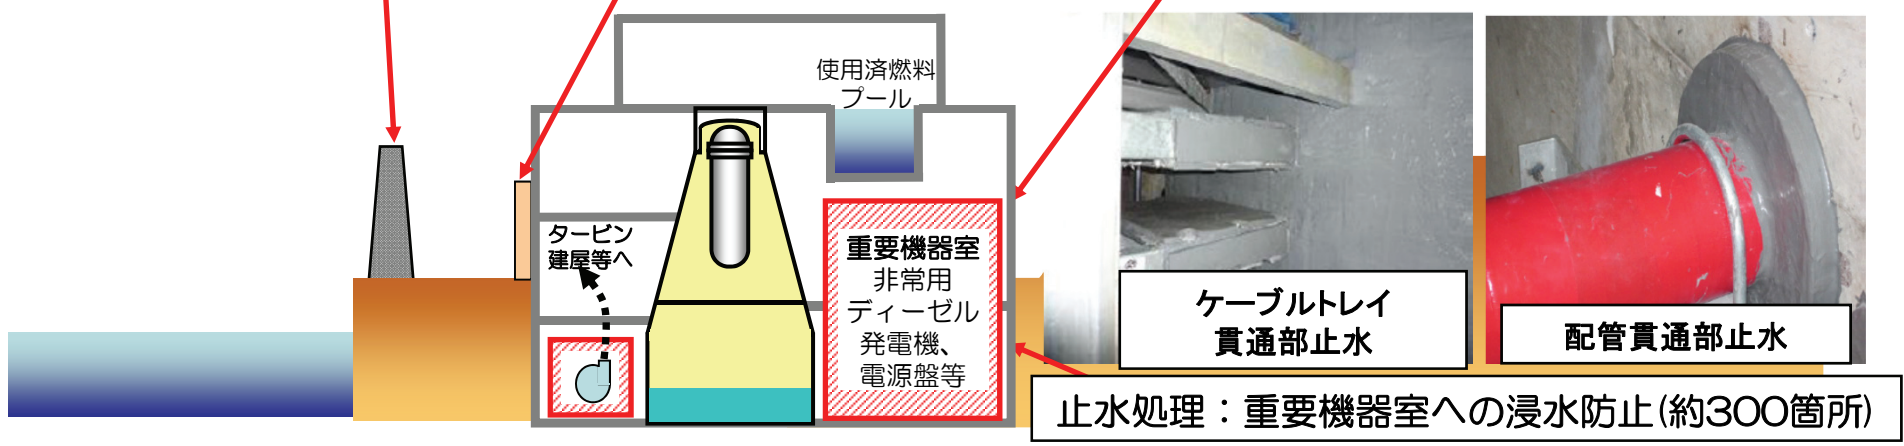 使用済燃料
プール
タービン
建屋等へ
重要機器室
非常用
ディーゼル
発電機、
電源盤等
ケーブルトレイ
貫通部止水
配管貫通部止水
止水処理：重要機器室への浸水防止(約300箇所)